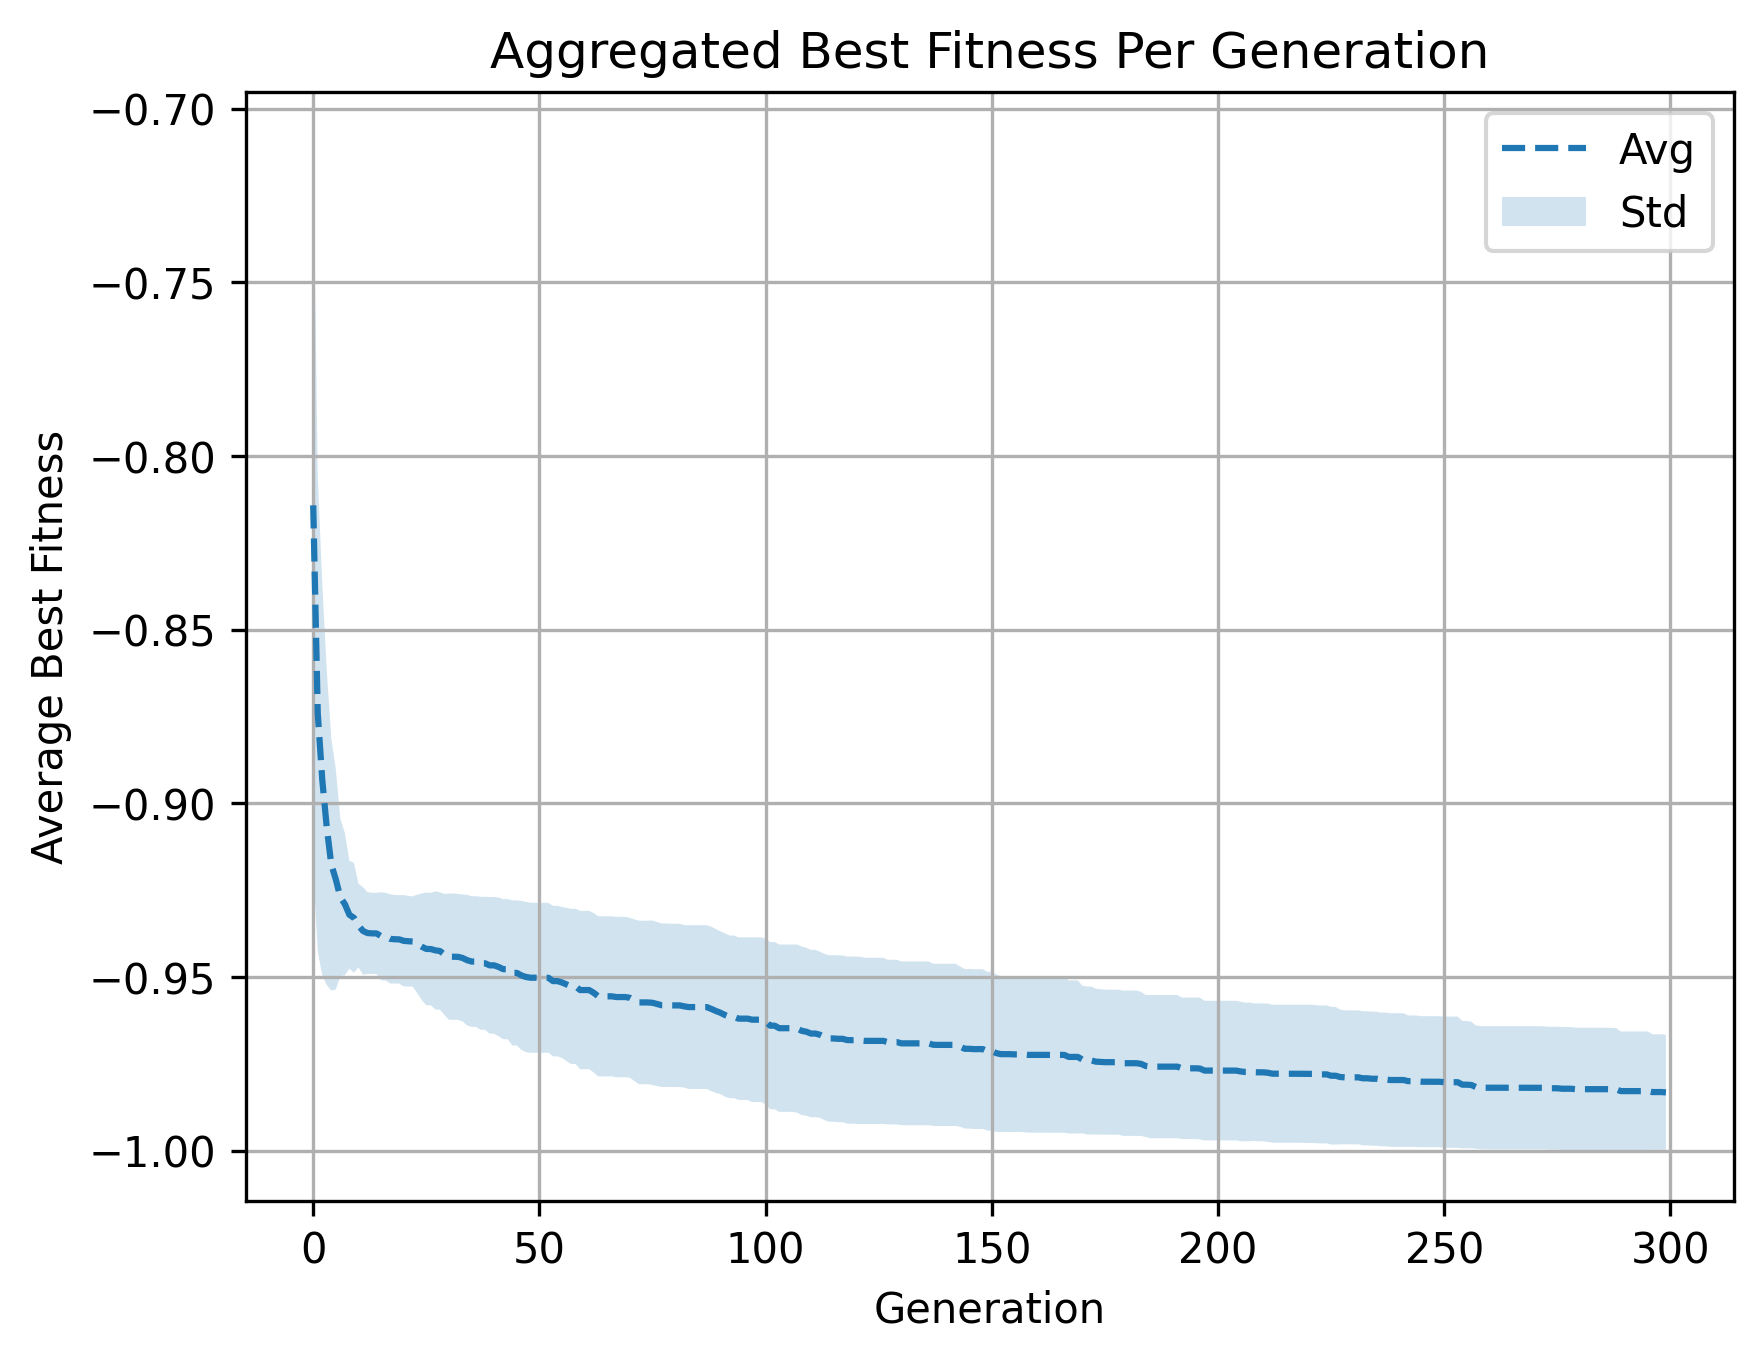 Aggregated Best Fitness Per Generation
−0.70
−0.75
−0.80
−0.85
−0.90
−0.95
−1.00
Average Best Fitness
Avg
Std
0 50 100 150 200 250 300
Generation